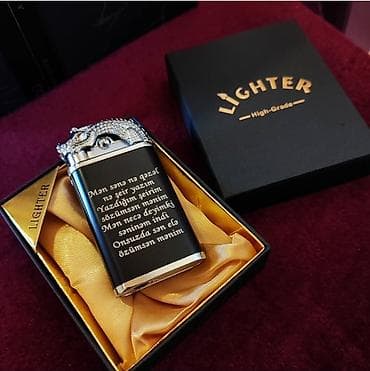 LIGHTER
High-Grade
LIGHTER
Mən sənə nə qəzəl
nə şeir yazım
Yazdığım şeirim
sözümsən mənim
Mən necə deyimki
səninəm indi
Onsuzda sən elə
özümsən mənim